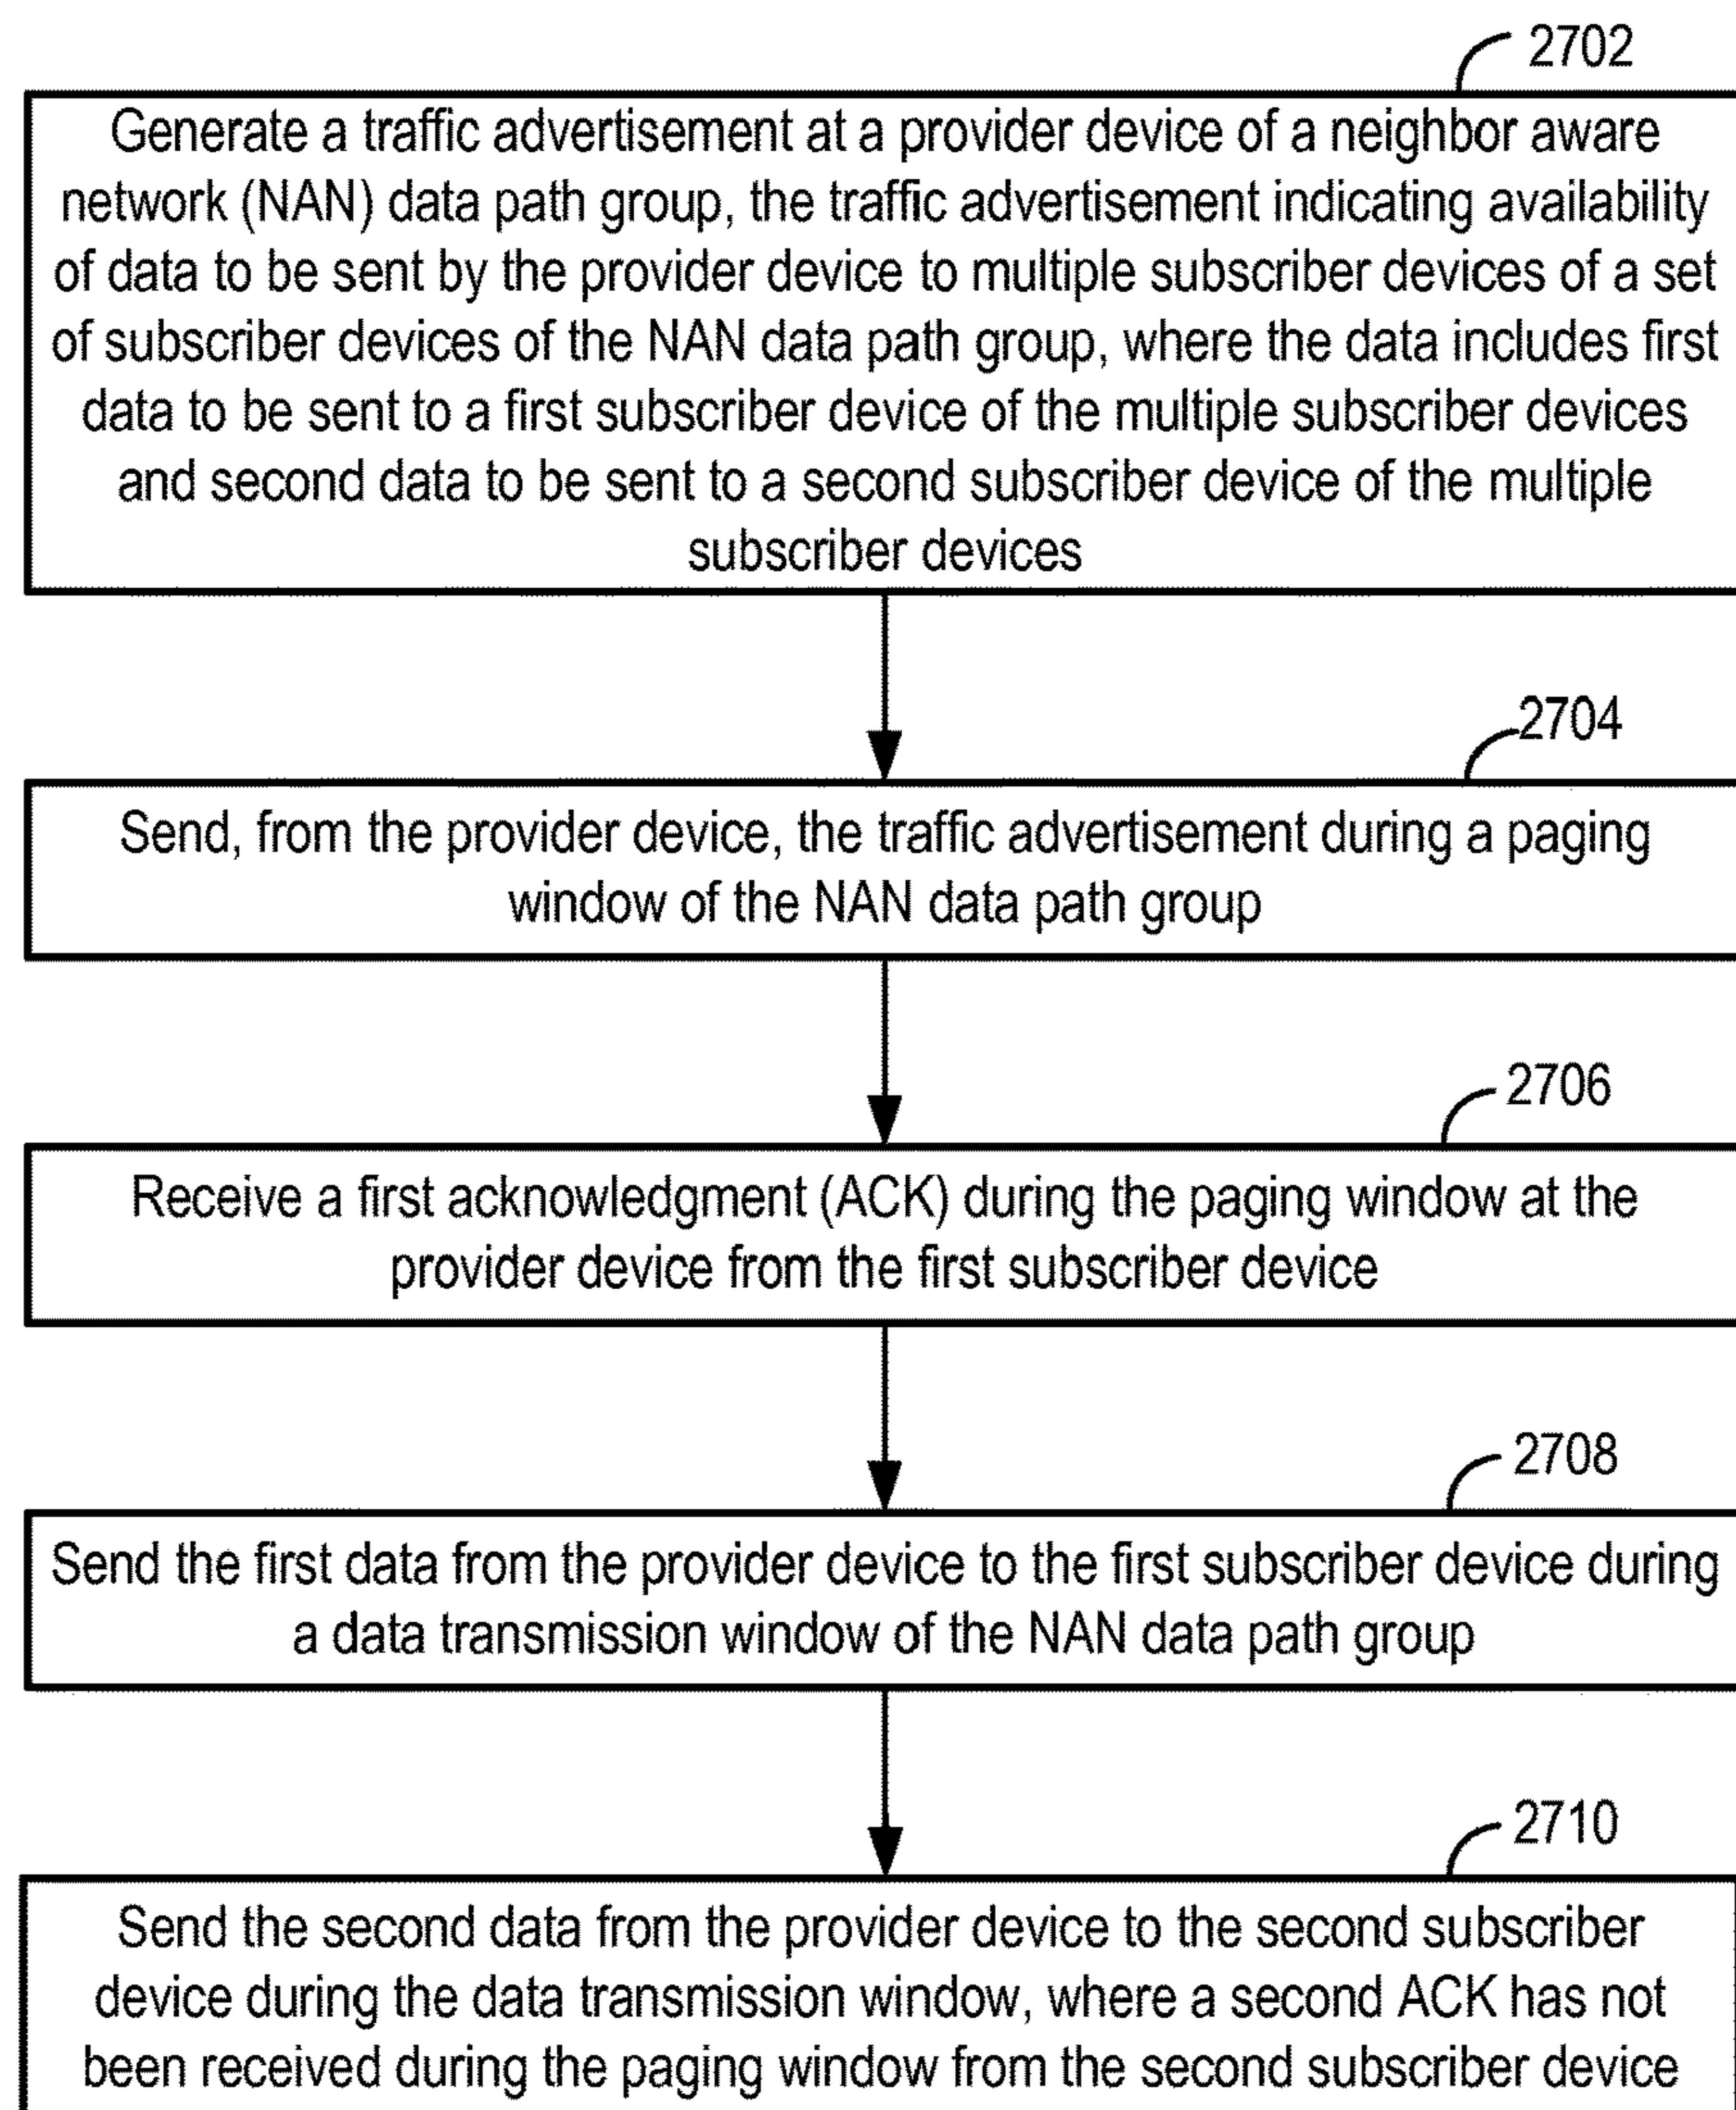 2702
Generate a traffic advertisement at a provider device of a neighbor aware
network (NAN) data path group, the traffic advertisement indicating availability
of data to be sent by the provider device to multiple subscriber devices of a set
of subscriber devices of the NAN data path group, where the data includes first
data to be sent to a first subscriber device of the multiple subscriber devices
and second data to be sent to a second subscriber device of the multiple
subscriber devices
2704
Send, from the provider device, the traffic advertisement during a paging
window of the NAN data path group
2706
Receive a first acknowledgment (ACK) during the paging window at the
provider device from the first subscriber device
2708
Send the first data from the provider device to the first subscriber device during
a data transmission window of the NAN data path group
2710
Send the second data from the provider device to the second subscriber
device during the data transmission window, where a second ACK has not
been received during the paging window from the second subscriber device